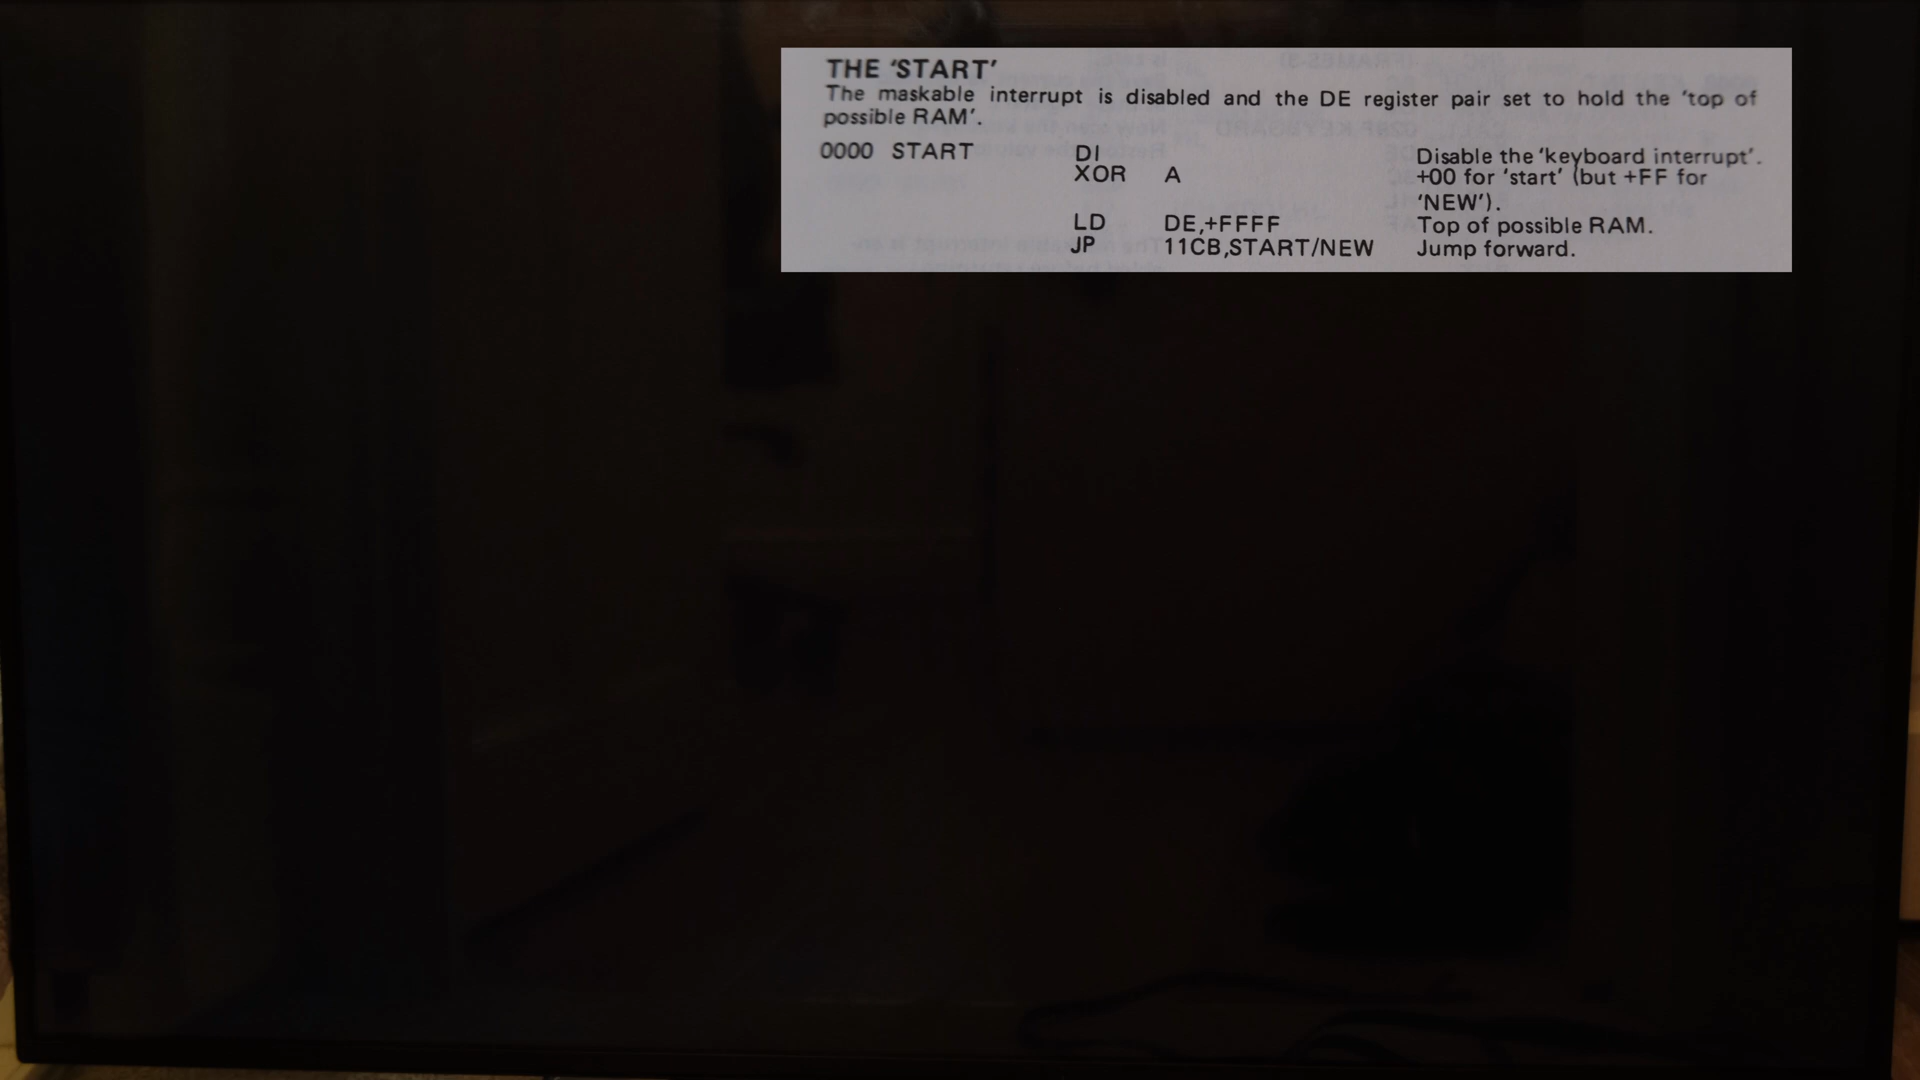 THE ‘START’
The maskable interrupt is disabled and the DE register pair set to hold the ‘top of
possible RAM’.
0000 START DI Disable the ‘keyboard interrupt’.
XOR A +00 for ‘start’ (but +FF for
‘NEW’).
LD DE,+FFFF Top of possible RAM.
JP 11CB,START/NEW Jump forward.